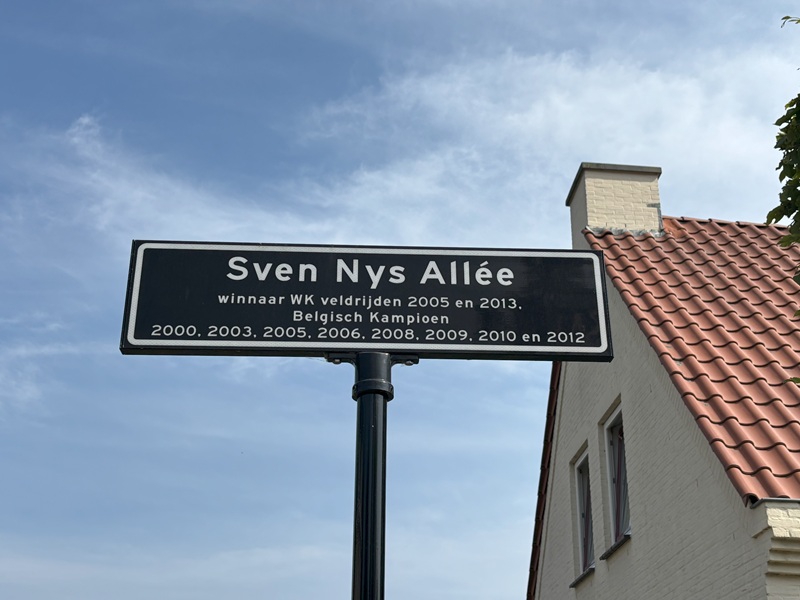 Sven Nys Allée
winnaar WK veldrijden 2005 en 2013,
Belgisch Kampioen
2000, 2003, 2005, 2006, 2008, 2009, 2010 en 2012